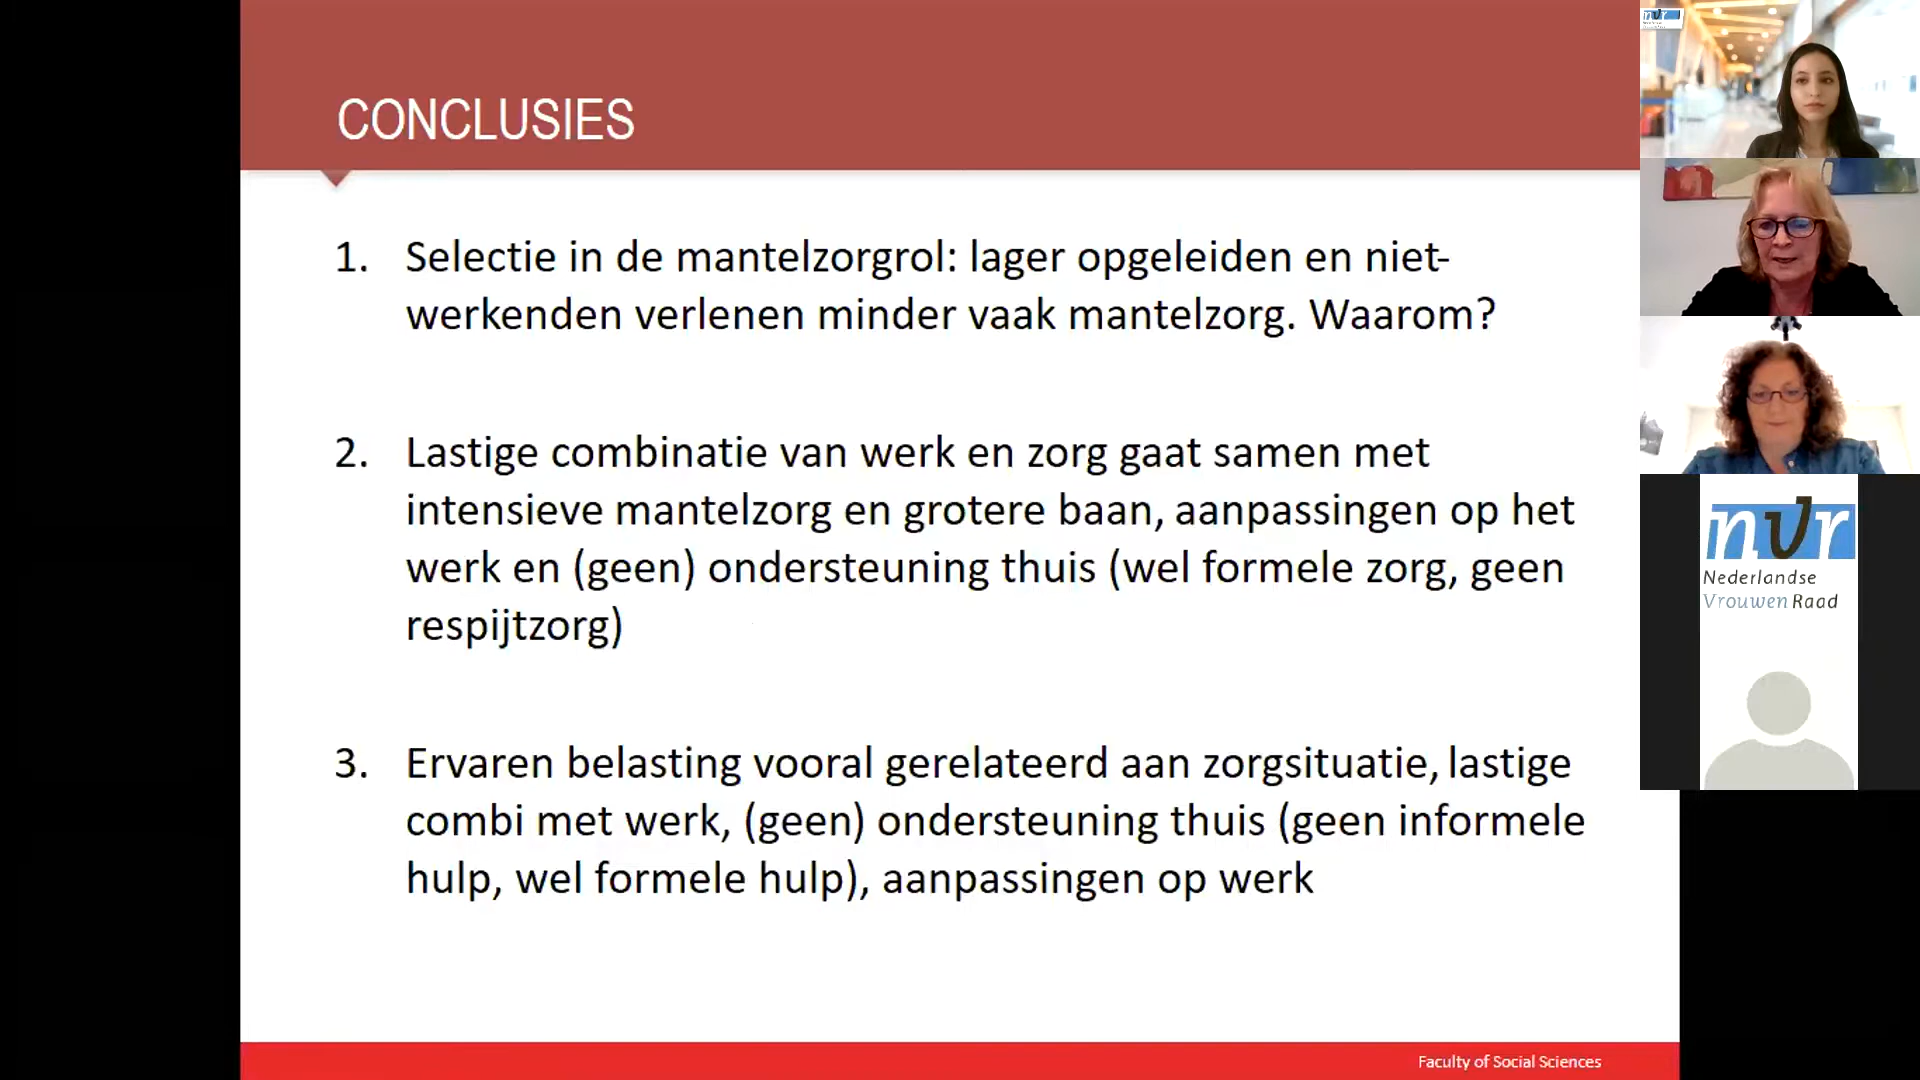 CONCLUSIES
1. Selectie in de mantelzorgrol: lager opgeleiden en niet-
werkenden verlenen minder vaak mantelzorg. Waarom?
2. Lastige combinatie van werk en zorg gaat samen met
intensieve mantelzorg en grotere baan, aanpassingen op het
werk en (geen) ondersteuning thuis (wel formele zorg, geen
respijtzorg)
3. Ervaren belasting vooral gerelateerd aan zorgsituatie, lastige
combi met werk, (geen) ondersteuning thuis (geen informele
hulp, wel formele hulp), aanpassingen op werk
Faculty of Social Sciences
nvr
nvr
Nederlandse
VrouwenRaad